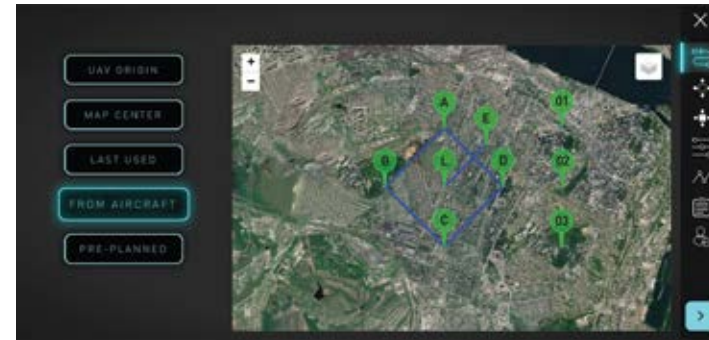 UAV ORIGIN
MAP CENTER
LAST USED
FROM AIRCRAFT
PRE-PLANNED
+
-
A
01
E
B
L
D
02
C
03